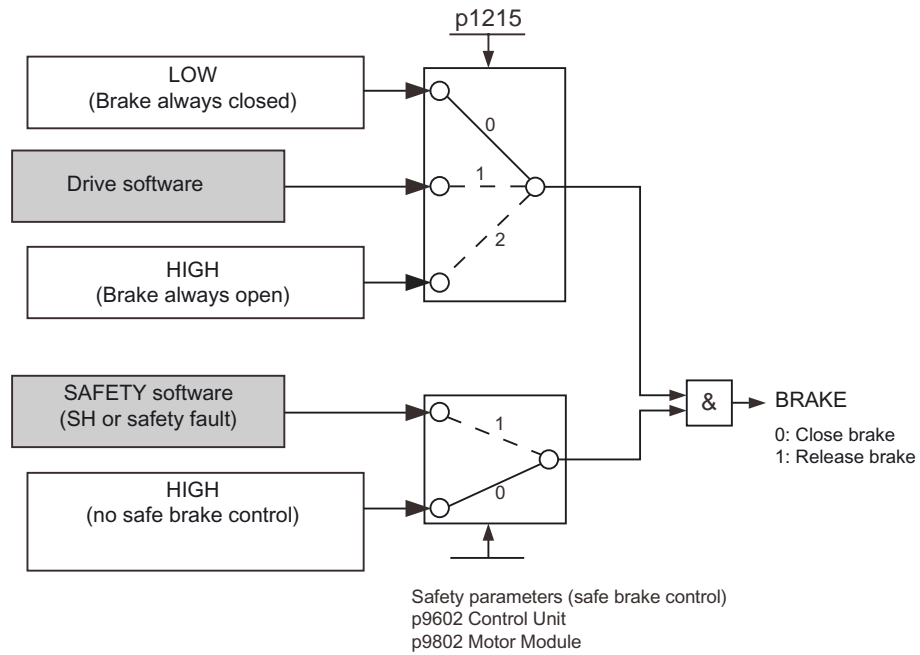 p1215
LOW
(Brake always closed)
0
Drive software
1
2
HIGH
(Brake always open)
SAFETY software
(SH or safety fault)
1
&
BRAKE
0: Close brake
1: Release brake
HIGH
(no safe brake control)
0
Safety parameters (safe brake control)
p9602 Control Unit
p9802 Motor Module